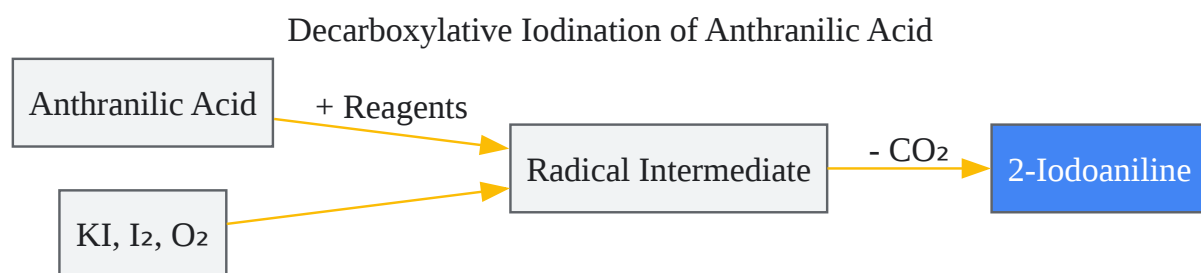 Decarboxylative Iodination of Anthranilic Acid
Anthranilic Acid
+ Reagents
KI, I₂, O₂
Radical Intermediate
- CO₂
2-Iodoaniline